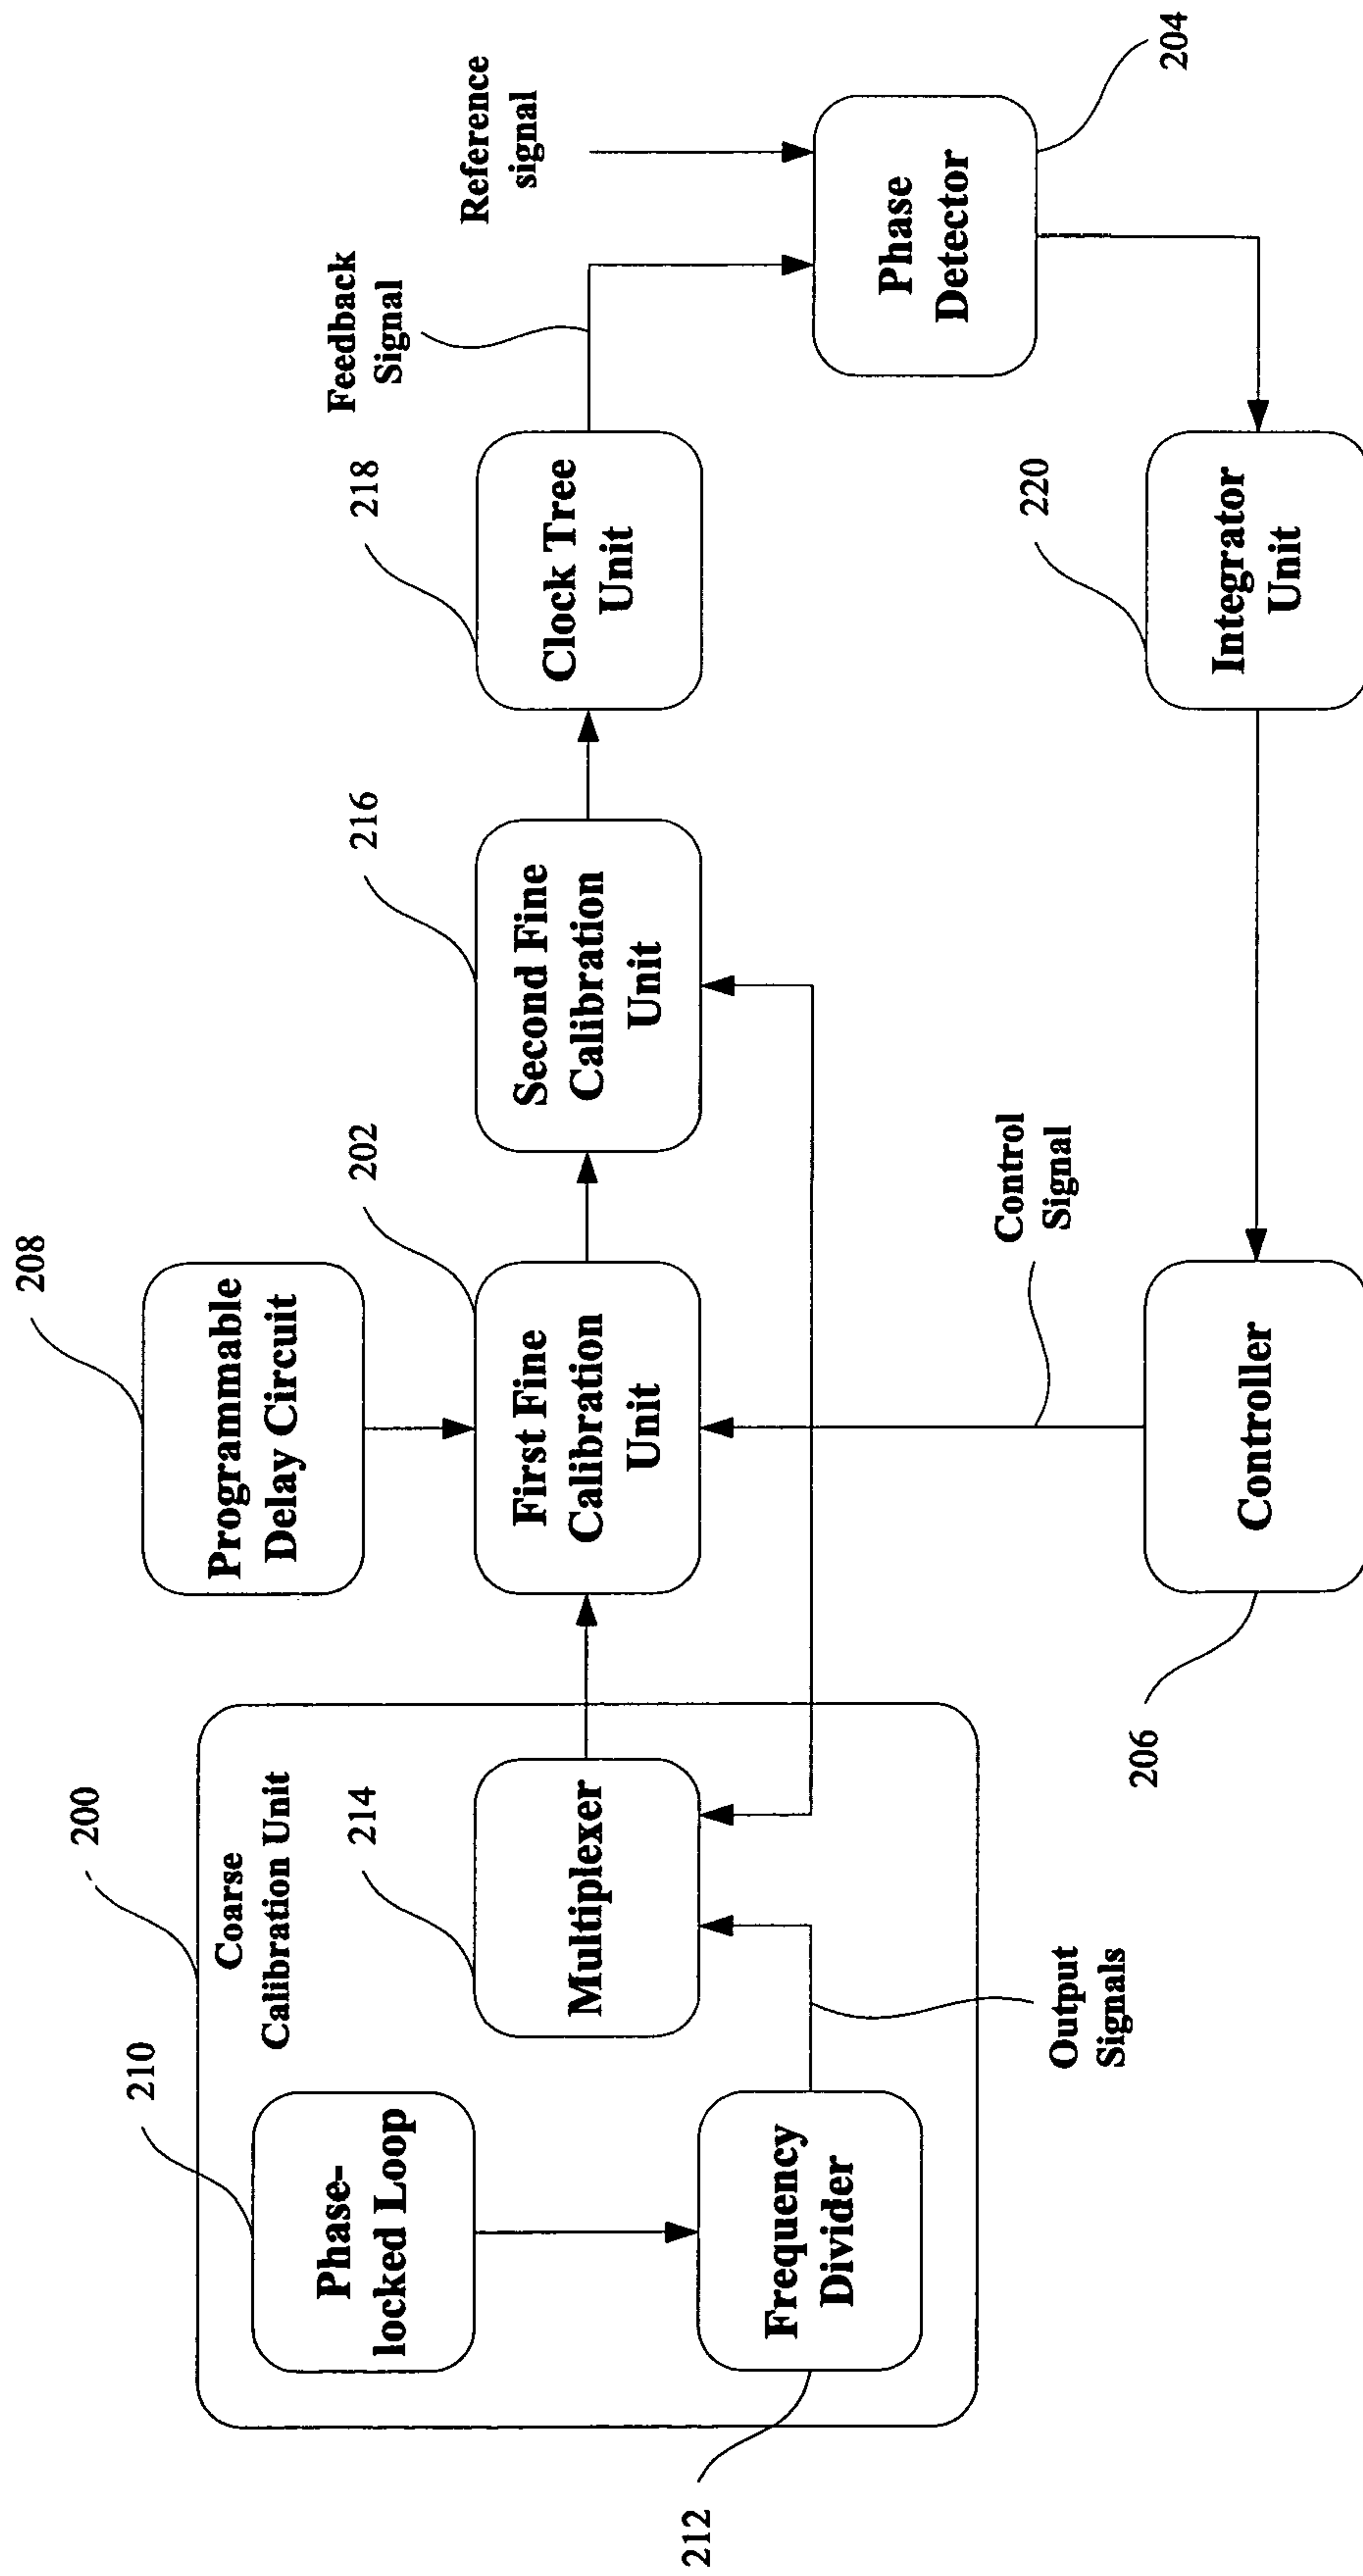 200
Coarse
Calibration Unit
210
Phase-
locked Loop
212
Frequency
Divider
214
Multiplexer
Output
Signals
208
Programmable
Delay Circuit
202
First Fine
Calibration
Unit
216
Second Fine
Calibration
Unit
218
Clock Tree
Unit
Feedback
Signal
Reference
signal
Phase
Detector
204
220
Integrator
Unit
Control
Signal
Controller
206